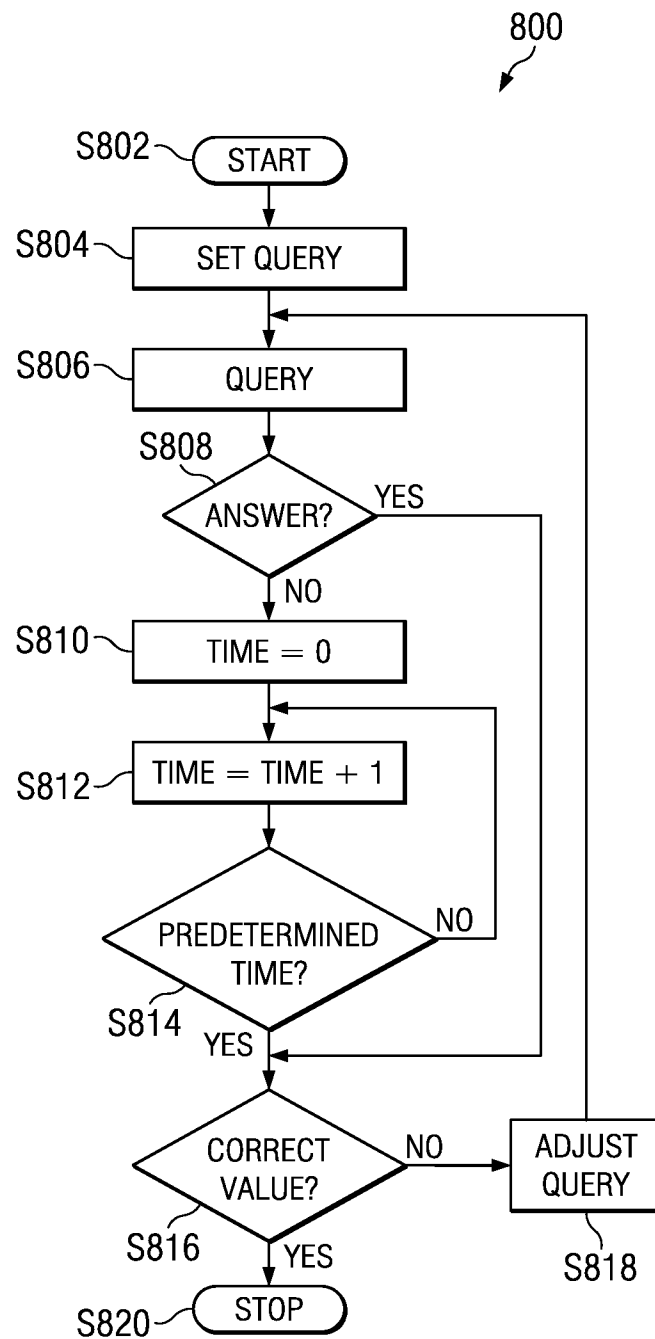 800
S802
START
S804
SET QUERY
S806
QUERY
S808
ANSWER?
YES
NO
S810
TIME = 0
S812
TIME = TIME + 1
PREDETERMINED
TIME?
NO
S814
YES
CORRECT
VALUE?
NO
ADJUST
QUERY
S816
YES
S818
S820
STOP